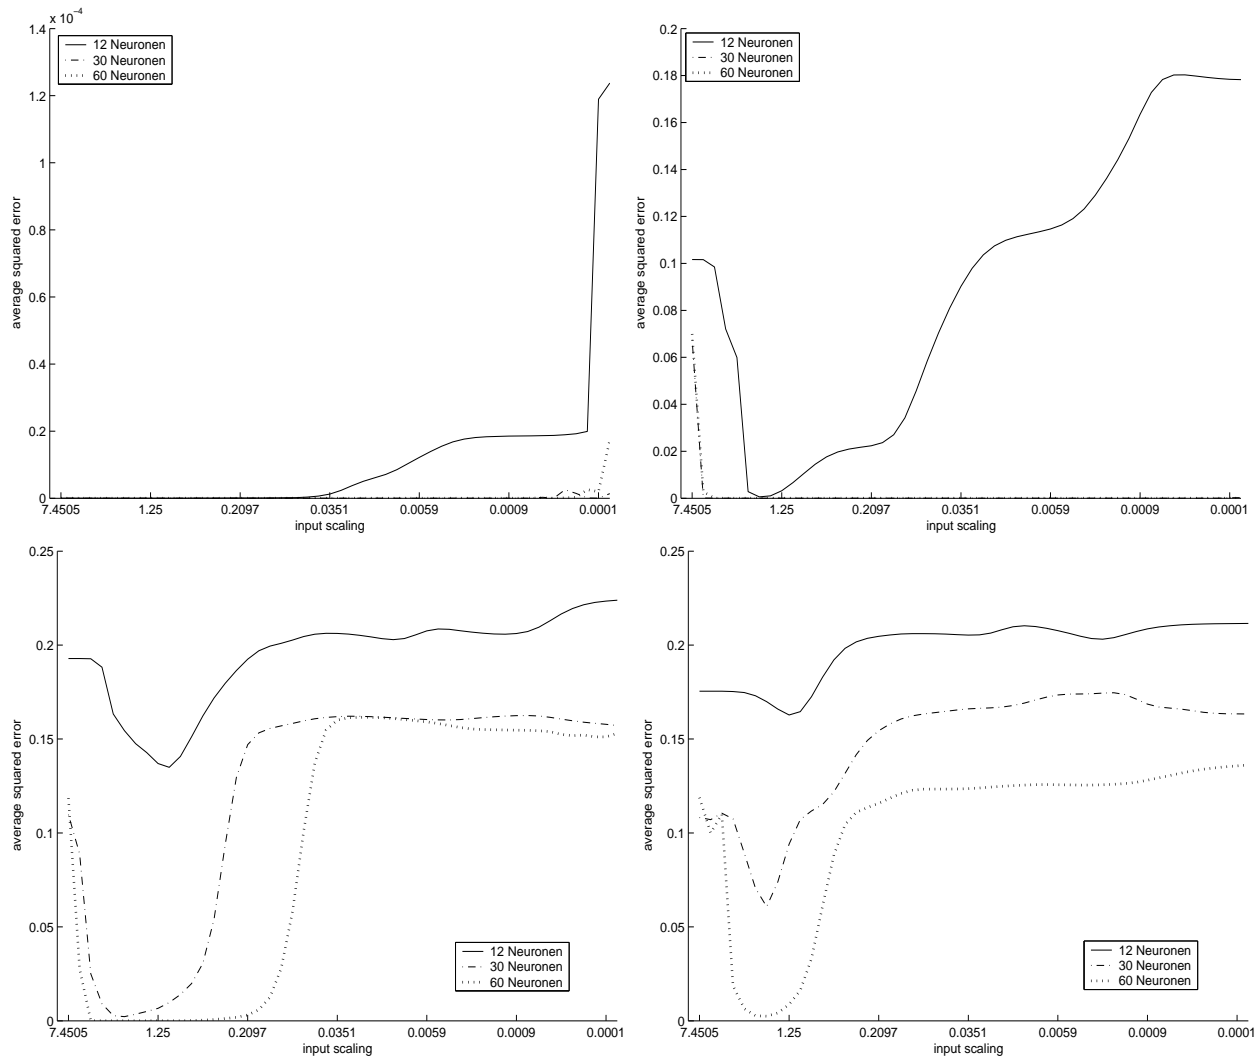 x 10⁻⁴
1.4
1.2
1
0.8
0.6
0.4
0.2
0
average squared error
12 Neuronen
30 Neuronen
60 Neuronen
7.4505 1.25 0.2097 0.0351 0.0059 0.0009 0.0001
input scaling
0.2
0.18
0.16
0.14
0.12
0.1
0.08
0.06
0.04
0.02
0
average squared error
12 Neuronen
30 Neuronen
60 Neuronen
7.4505 1.25 0.2097 0.0351 0.0059 0.0009 0.0001
input scaling
0.25
0.2
0.15
0.1
0.05
0
average squared error
12 Neuronen
30 Neuronen
60 Neuronen
7.4505 1.25 0.2097 0.0351 0.0059 0.0009 0.0001
input scaling
0.25
0.2
0.15
0.1
0.05
0
average squared error
12 Neuronen
30 Neuronen
60 Neuronen
7.4505 1.25 0.2097 0.0351 0.0059 0.0009 0.0001
input scaling